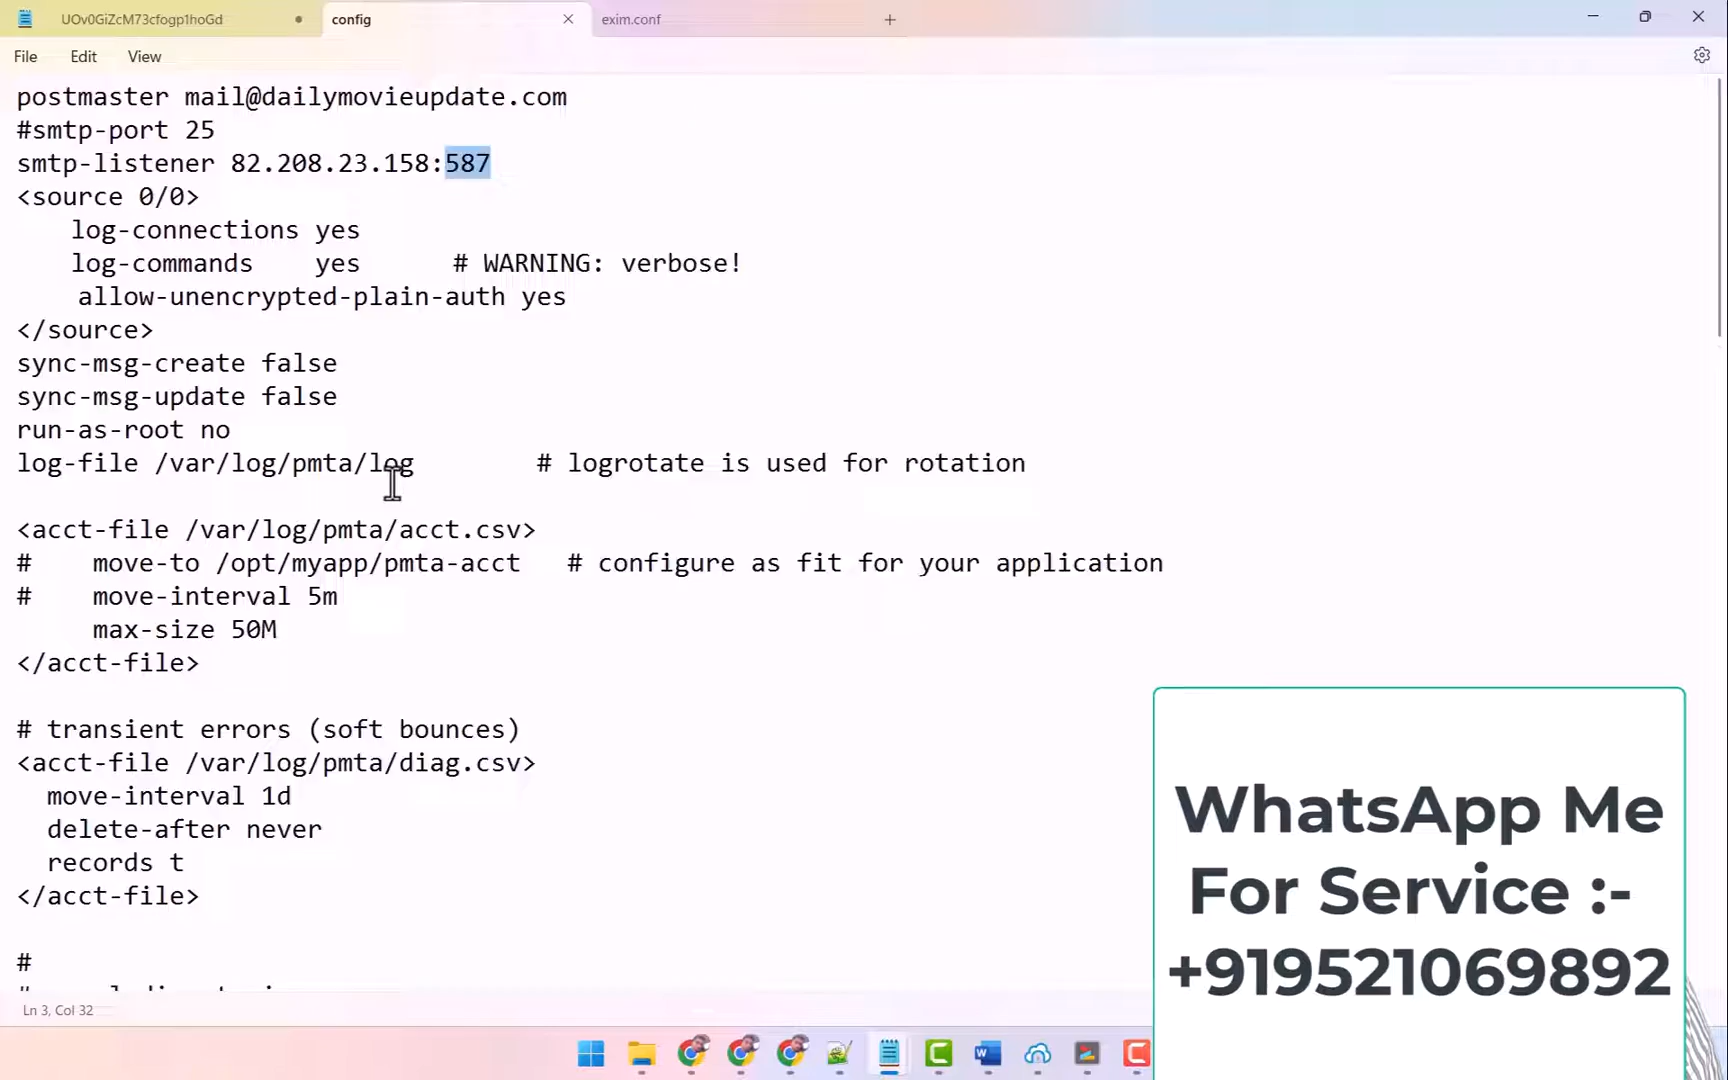 UOv0GiZcM73cfogp1hoGd
config
exim.conf
File Edit View
postmaster mail@dailymovieupdate.com
#smtp-port 25
smtp-listener 82.208.23.158:587
<source 0/0>
log-connections yes
log-commands yes # WARNING: verbose!
allow-unencrypted-plain-auth yes
</source>
sync-msg-create false
sync-msg-update false
run-as-root no
log-file /var/log/pmta/log # logrotate is used for rotation
<acct-file /var/log/pmta/acct.csv>
# move-to /opt/myapp/pmta-acct # configure as fit for your application
# move-interval 5m
max-size 50M
</acct-file>
# transient errors (soft bounces)
<acct-file /var/log/pmta/diag.csv>
move-interval 1d
delete-after never
records t
</acct-file>
#
Ln 3, Col 32
WhatsApp Me
For Service :-
+919521069892